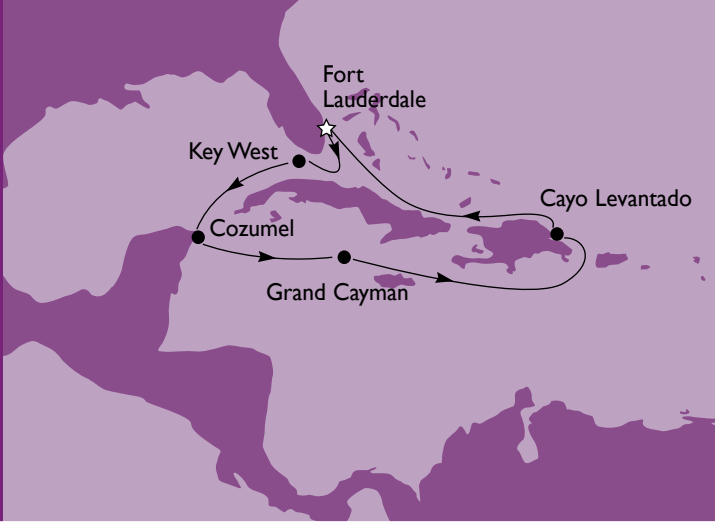 Fort
Lauderdale
Key West
Cayo Levantado
Cozumel
Grand Cayman